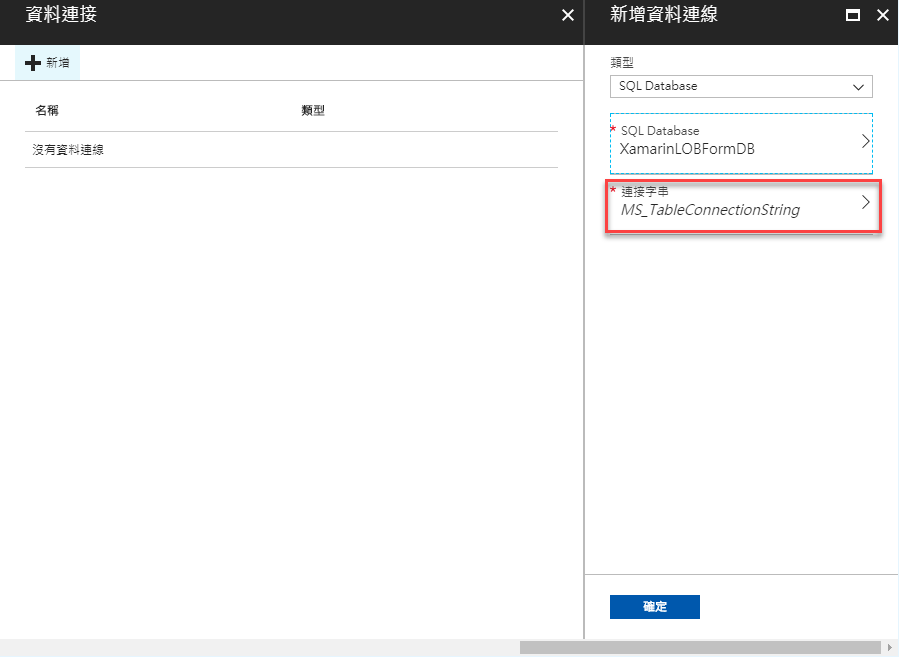 資料連接
新增
名稱 類型
沒有資料連線
新增資料連線
類型
SQL Database
* SQL Database
XamarinLOBFormDB
* 連接字串
MS_TableConnectionString
確定